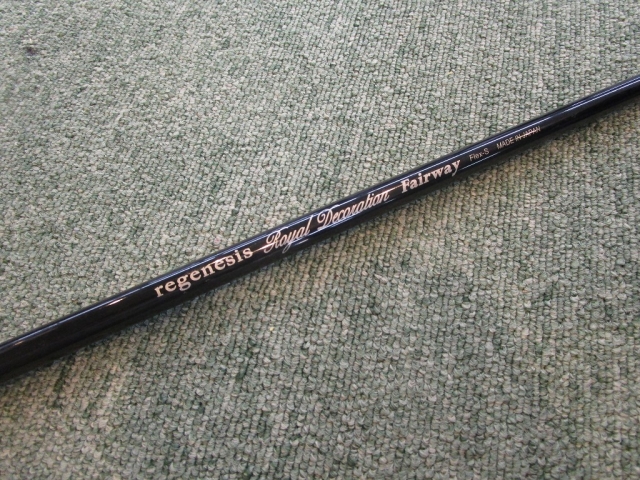 regenesis Royal Decoration Fairway Flex-S MADE IN JAPAN